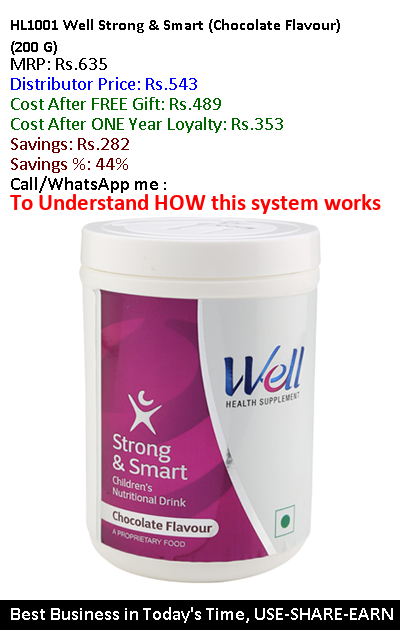 HL1001 Well Strong & Smart (Chocolate Flavour)
(200 G)
MRP: Rs.635
Distributor Price: Rs.543
Cost After FREE Gift: Rs.489
Cost After ONE Year Loyalty: Rs.353
Savings: Rs.282
Savings %: 44%
Call/WhatsApp me :
To Understand HOW this system works
Well
HEALTH SUPPLEMENT
Strong
& Smart
Children's
Nutritional Drink
Chocolate Flavour
A PROPRIETARY FOOD
Best Business in Today's Time, USE-SHARE-EARN